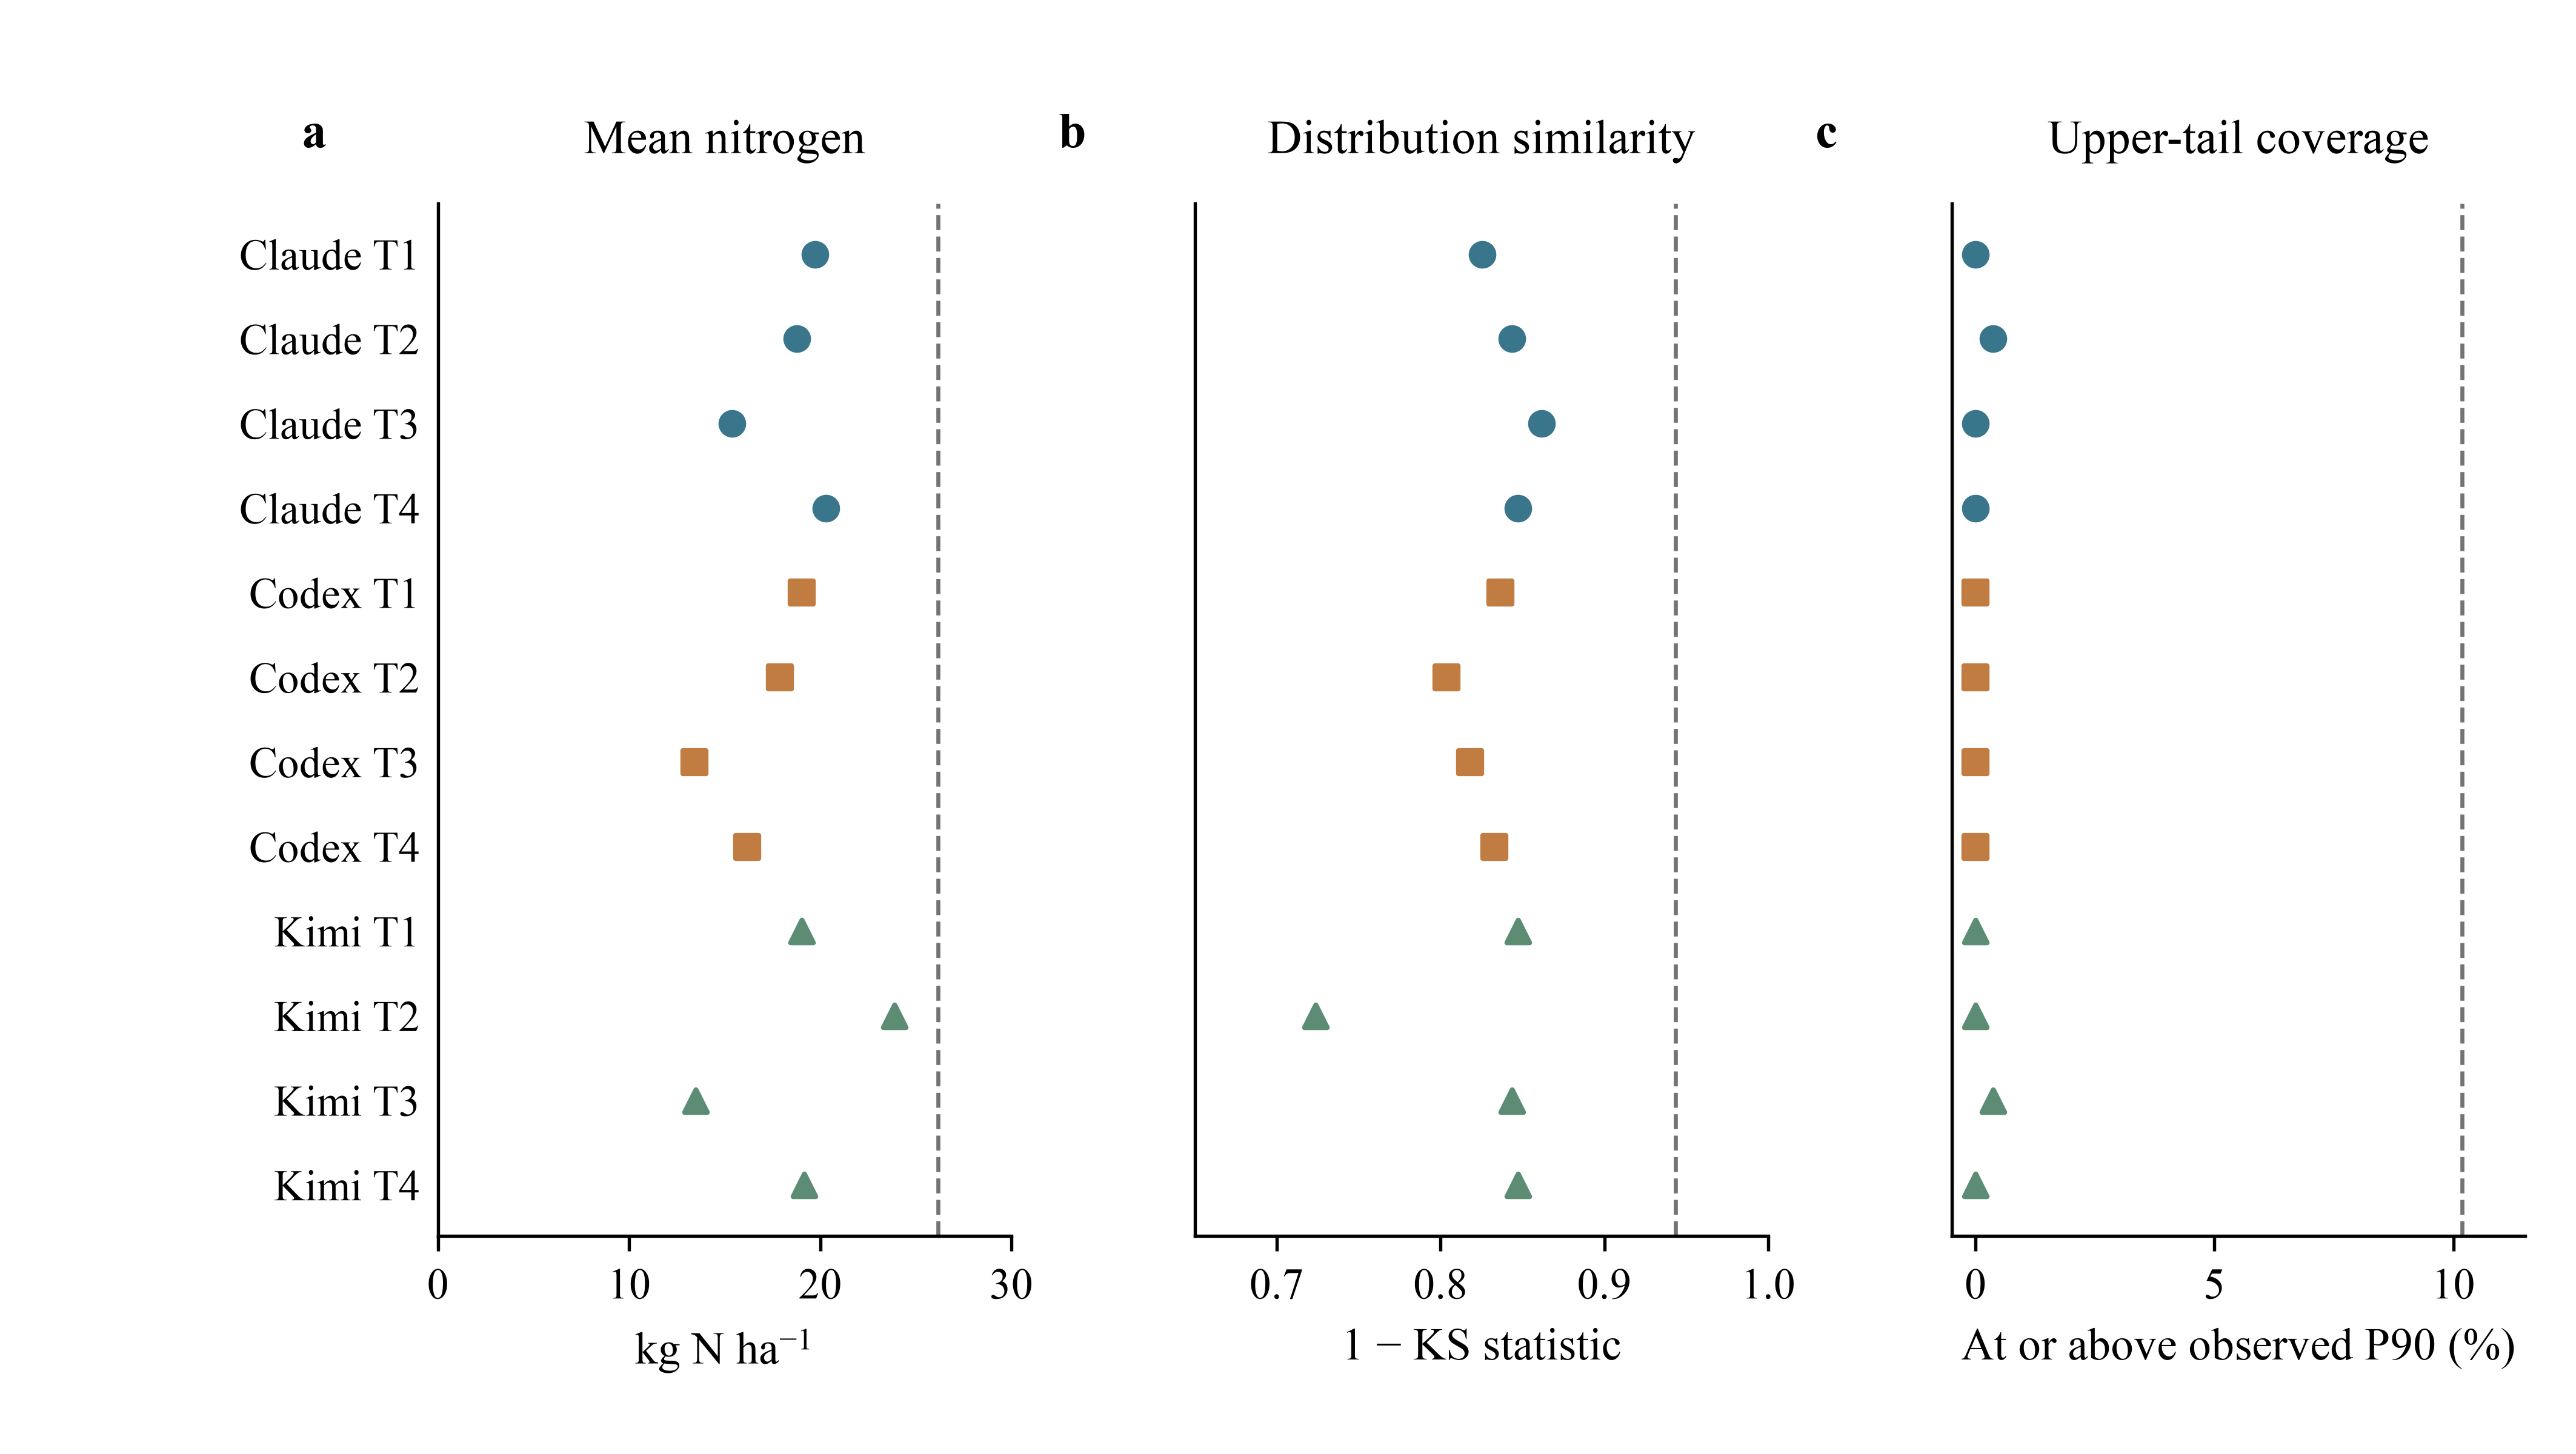 a Mean nitrogen
b Distribution similarity
c Upper-tail coverage
Claude T1
Claude T2
Claude T3
Claude T4
Codex T1
Codex T2
Codex T3
Codex T4
Kimi T1
Kimi T2
Kimi T3
Kimi T4
0 10 20 30
kg N ha⁻¹
0.7 0.8 0.9 1.0
1 − KS statistic
0 5 10
At or above observed P90 (%)